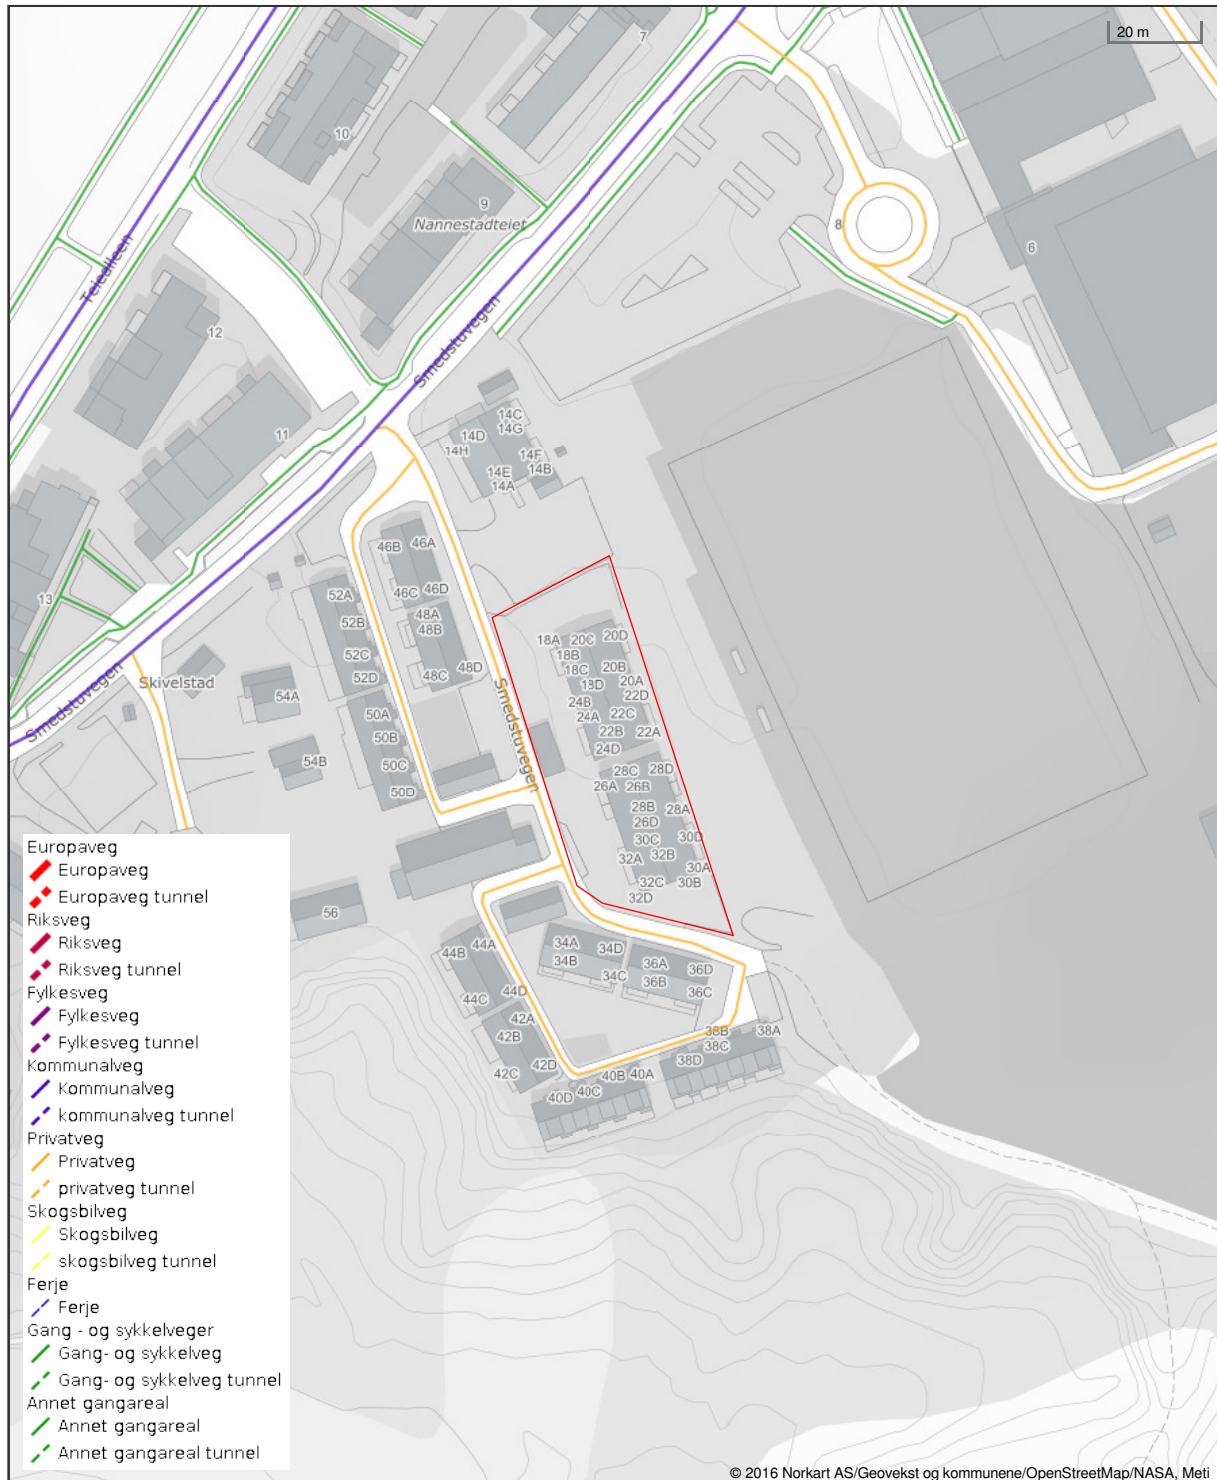 20 m
7
10
9
Nannestadteiet
8
6
Teiealleen
12
Smedstuvegen
11
14C
14G
14D
14H
14F
14B
14E
14A
46B
46A
46C
46D
13
52A
52B
52C
52D
48A
48B
48C
48D
18A
20C
20D
18B
18C
20B
18D
20A
22D
24B
24A
22C
22B
22A
24D
Skivelstad
54A
Smedstuvegen
Smedstuvegen
50A
50B
50C
50D
54B
28C
28D
26A
26B
28B
28A
26D
30C
30D
32A
32B
30A
32C
30B
32D
56
44B
44A
44C
44D
34A
34D
34B
34C
36A
36D
36B
36C
42A
42B
42C
42D
38B
38A
38C
38D
40B
40A
40D
40C
Europaveg
Europaveg
Europaveg tunnel
Riksveg
Riksveg
Riksveg tunnel
Fylkesveg
Fylkesveg
Fylkesveg tunnel
Kommunalveg
Kommunalveg
kommunalveg tunnel
Privatveg
Privatveg
privatveg tunnel
Skogsbilveg
Skogsbilveg
skogsbilveg tunnel
Ferje
Ferje
Gang - og sykkelveger
Gang- og sykkelveg
Gang- og sykkelveg tunnel
Annet gangareal
Annet gangareal
Annet gangareal tunnel
© 2016 Norkart AS/Geovekst og kommunene/OpenStreetMap/NASA, Meti